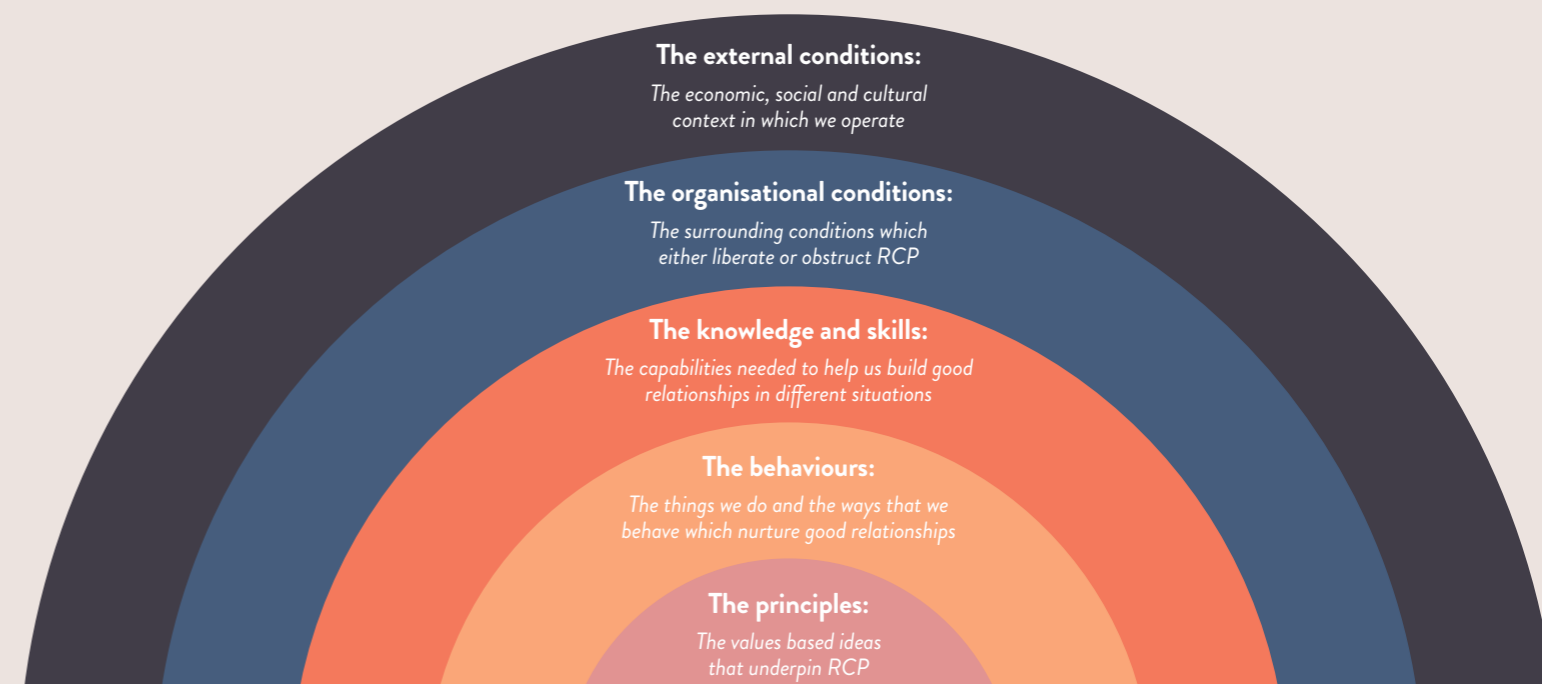 The external conditions:
The economic, social and cultural
context in which we operate
The organisational conditions:
The surrounding conditions which
either liberate or obstruct RCP
The knowledge and skills:
The capabilities needed to help us build good
relationships in different situations
The behaviours:
The things we do and the ways that we
behave which nurture good relationships
The principles:
The values based ideas
that underpin RCP